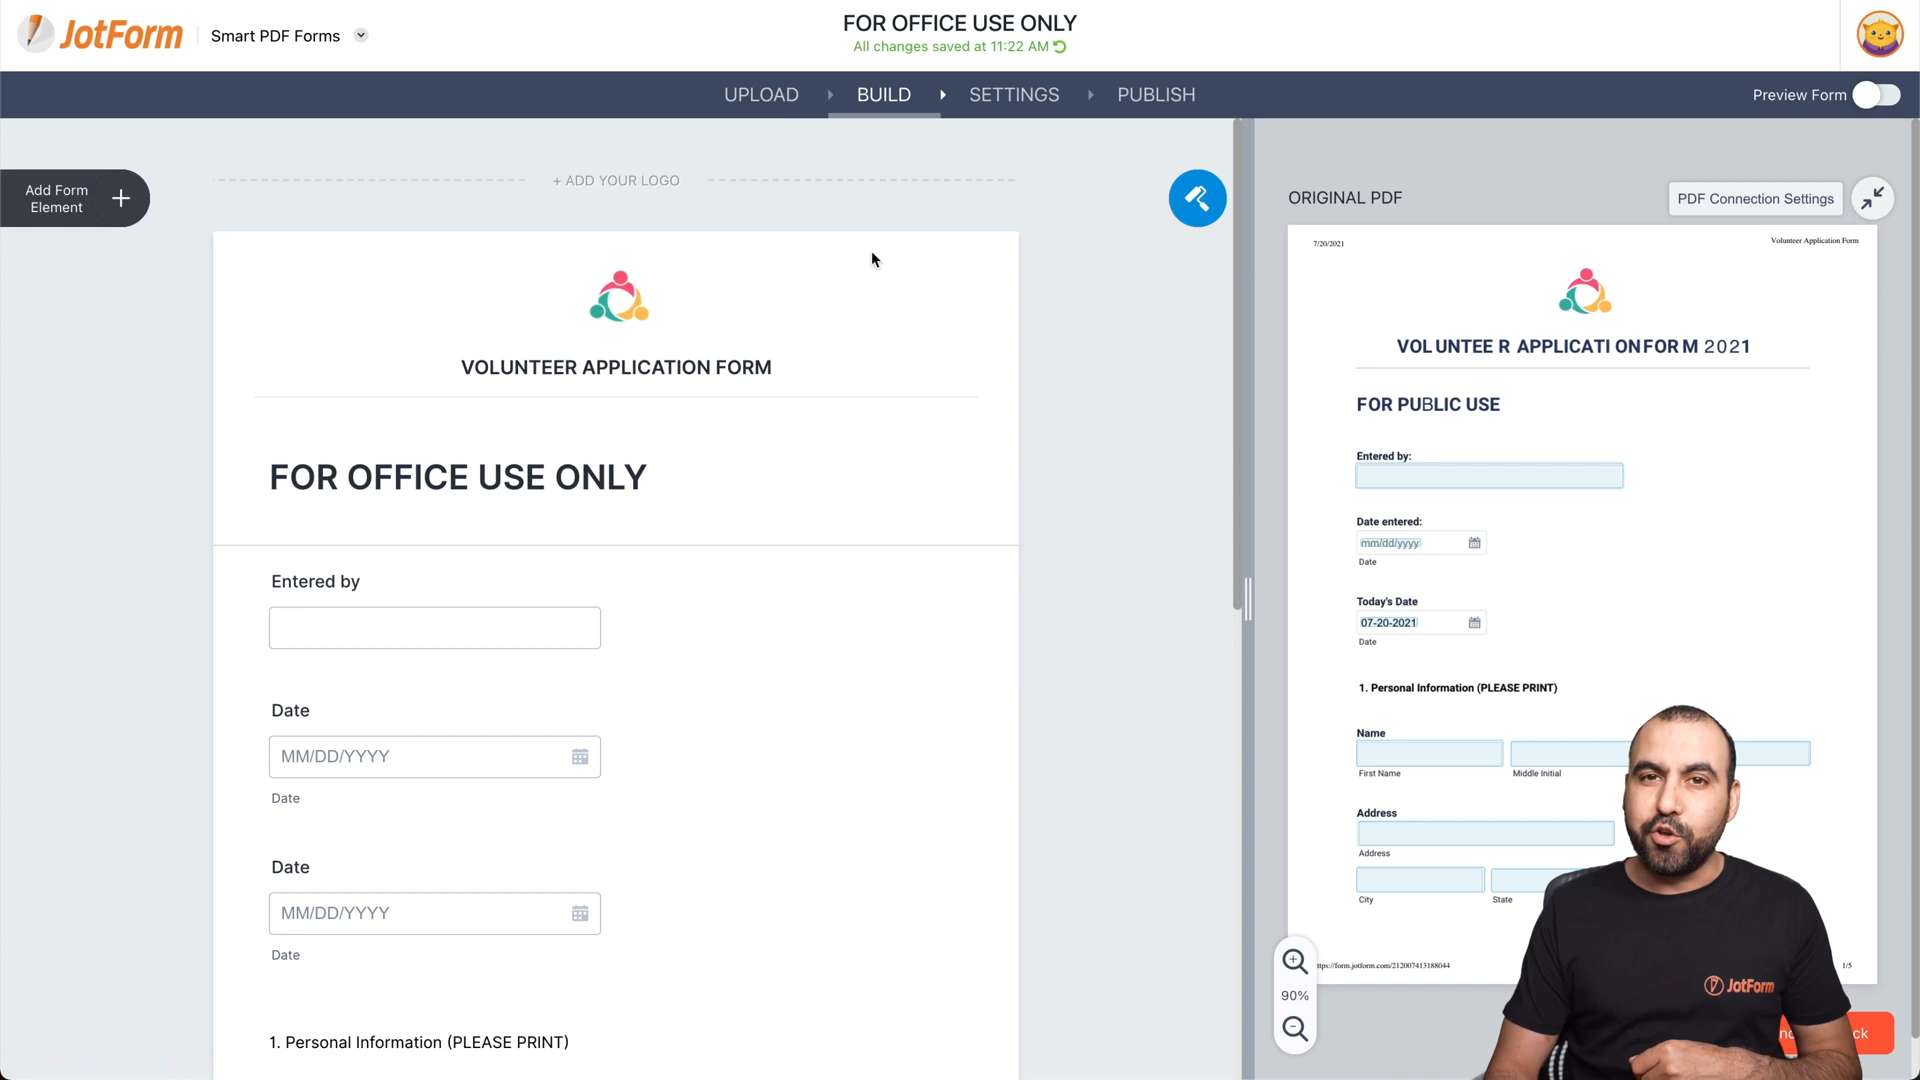 JotForm
Smart PDF Forms
FOR OFFICE USE ONLY
All changes saved at 11:22 AM
UPLOAD
BUILD
SETTINGS
PUBLISH
Preview Form
Add Form
Element
+ ADD YOUR LOGO
VOLUNTEER APPLICATION FORM
FOR OFFICE USE ONLY
Entered by
Date
MM/DD/YYYY
Date
Date
MM/DD/YYYY
Date
1. Personal Information (PLEASE PRINT)
ORIGINAL PDF
PDF Connection Settings
7/20/2021
Volunteer Application Form
VOL UNTEE R APPLICATI ONFOR M 2021
FOR PUBLIC USE
Entered by:
Date entered:
mm/dd/yyyy
Date
Today's Date
07-20-2021
Date
1. Personal Information (PLEASE PRINT)
Name
First Name
Middle Initial
Address
Address
City
State
ttps://form.jotform.com/212007413188044
1/5
90%
JotForm